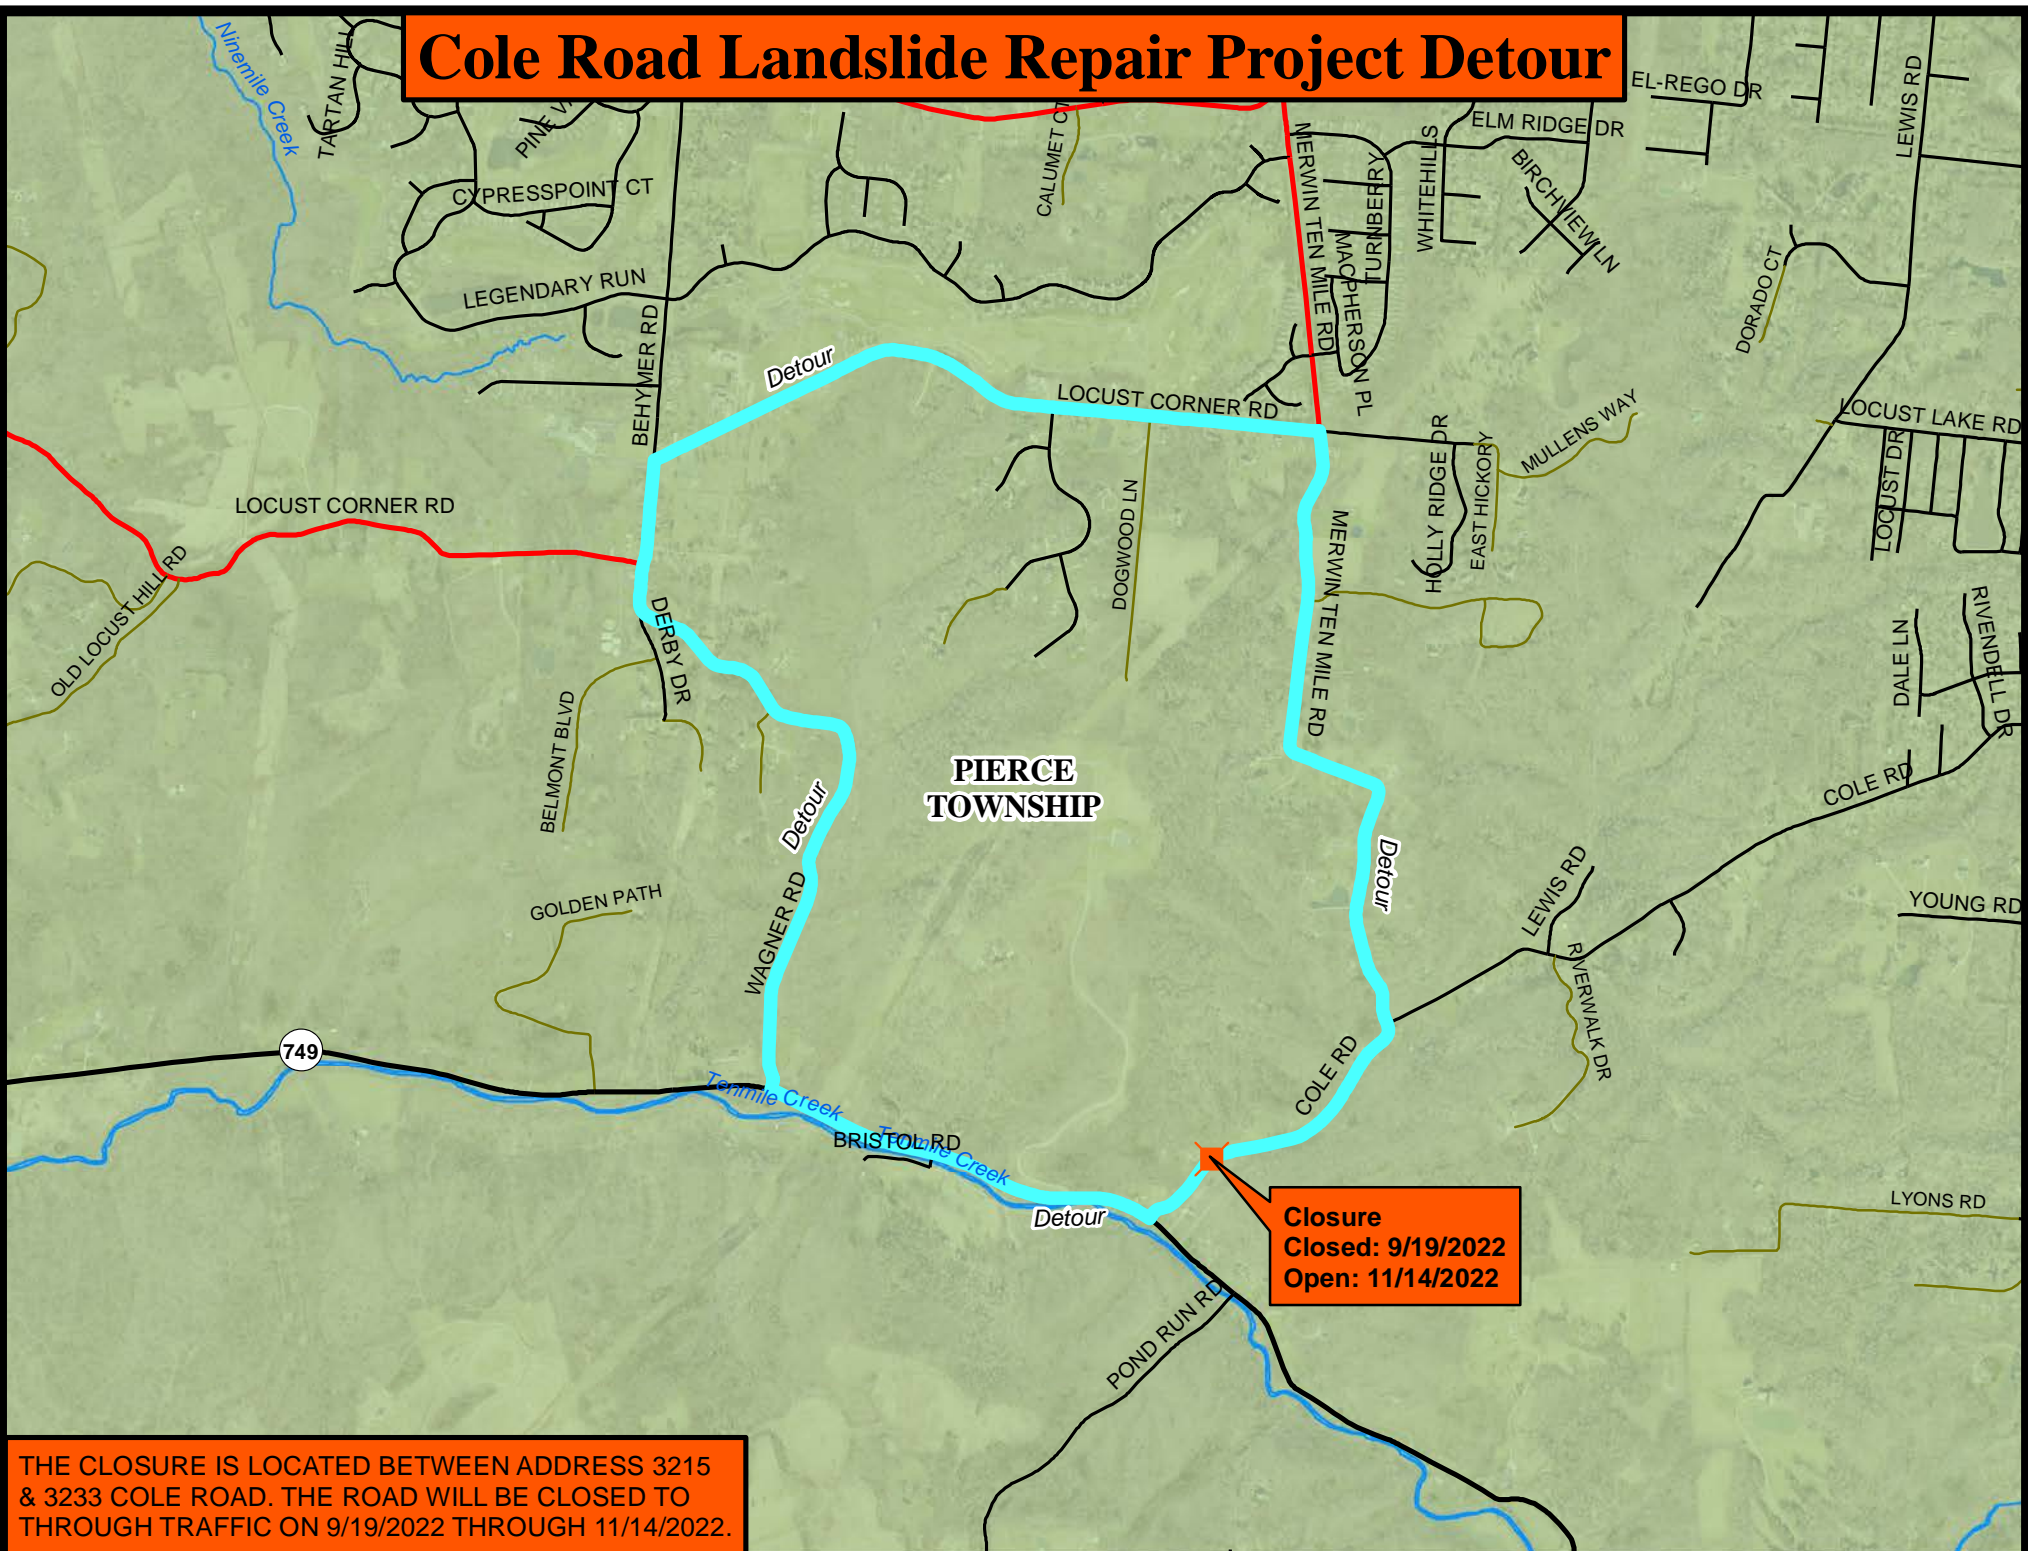 Cole Road Landslide Repair Project Detour
Ninemile Creek
TARTAN HILL
PINE V
CYPRESSPOINT CT
LEGENDARY RUN
BEHYMER RD
CALUMET CT
MERWIN TEN MILE RD
MACPHERSON PL
TURNBERRY
WHITEHILLS
ELM RIDGE DR
EL-REGO DR
BIRCHVIEW LN
LEWIS RD
DORADO CT
Detour
LOCUST CORNER RD
LOCUST CORNER RD
OLD LOCUST HILL RD
DERBY DR
BELMONT BLVD
DOGWOOD LN
MERWIN TEN MILE RD
HOLLY RIDGE DR
EAST HICKORY
MULLENS WAY
LOCUST LAKE RD
LOCUST DR
DALE LN
RIVENDELL DR
PIERCE
TOWNSHIP
Detour
Detour
COLE RD
GOLDEN PATH
WAGNER RD
LEWIS RD
RIVERWALK DR
YOUNG RD
749
Tenmile Creek
BRISTOL RD
Tenmile Creek
COLE RD
Detour
LYONS RD
POND RUN RD
Closure
Closed: 9/19/2022
Open: 11/14/2022
THE CLOSURE IS LOCATED BETWEEN ADDRESS 3215
& 3233 COLE ROAD. THE ROAD WILL BE CLOSED TO
THROUGH TRAFFIC ON 9/19/2022 THROUGH 11/14/2022.